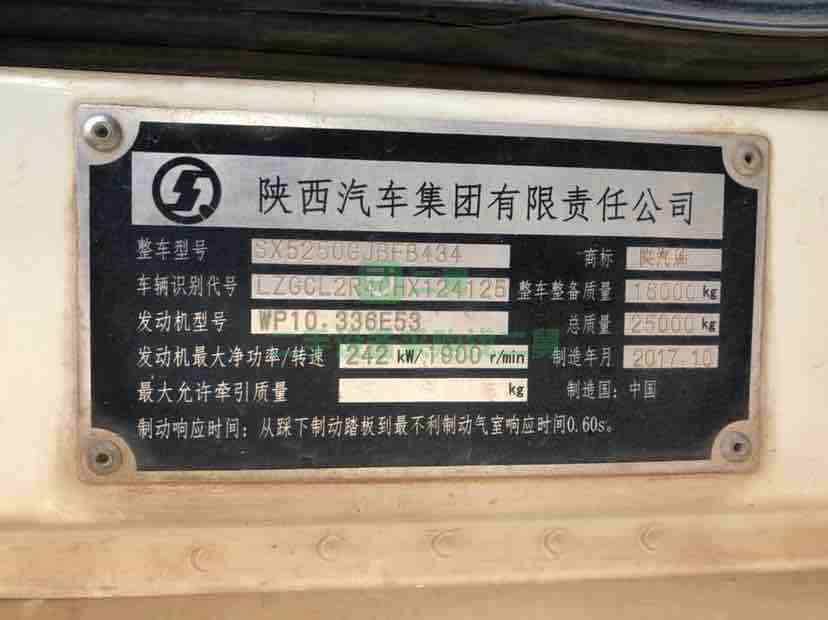 陕西汽车集团有限责任公司
整车型号 SX5250GJBFB434 商标 陕汽牌
车辆识别代号 LZGCL2R40HX124125 整车整备质量 16000 kg
发动机型号 WP10.336E53 总质量 25000 kg
发动机最大净功率/转速 242 kW/ 1900 r/min 制造年月 2017.10
最大允许牵引质量 kg 制造国：中国
制动响应时间：从踩下制动踏板到最不利制动气室响应时间0.60s。